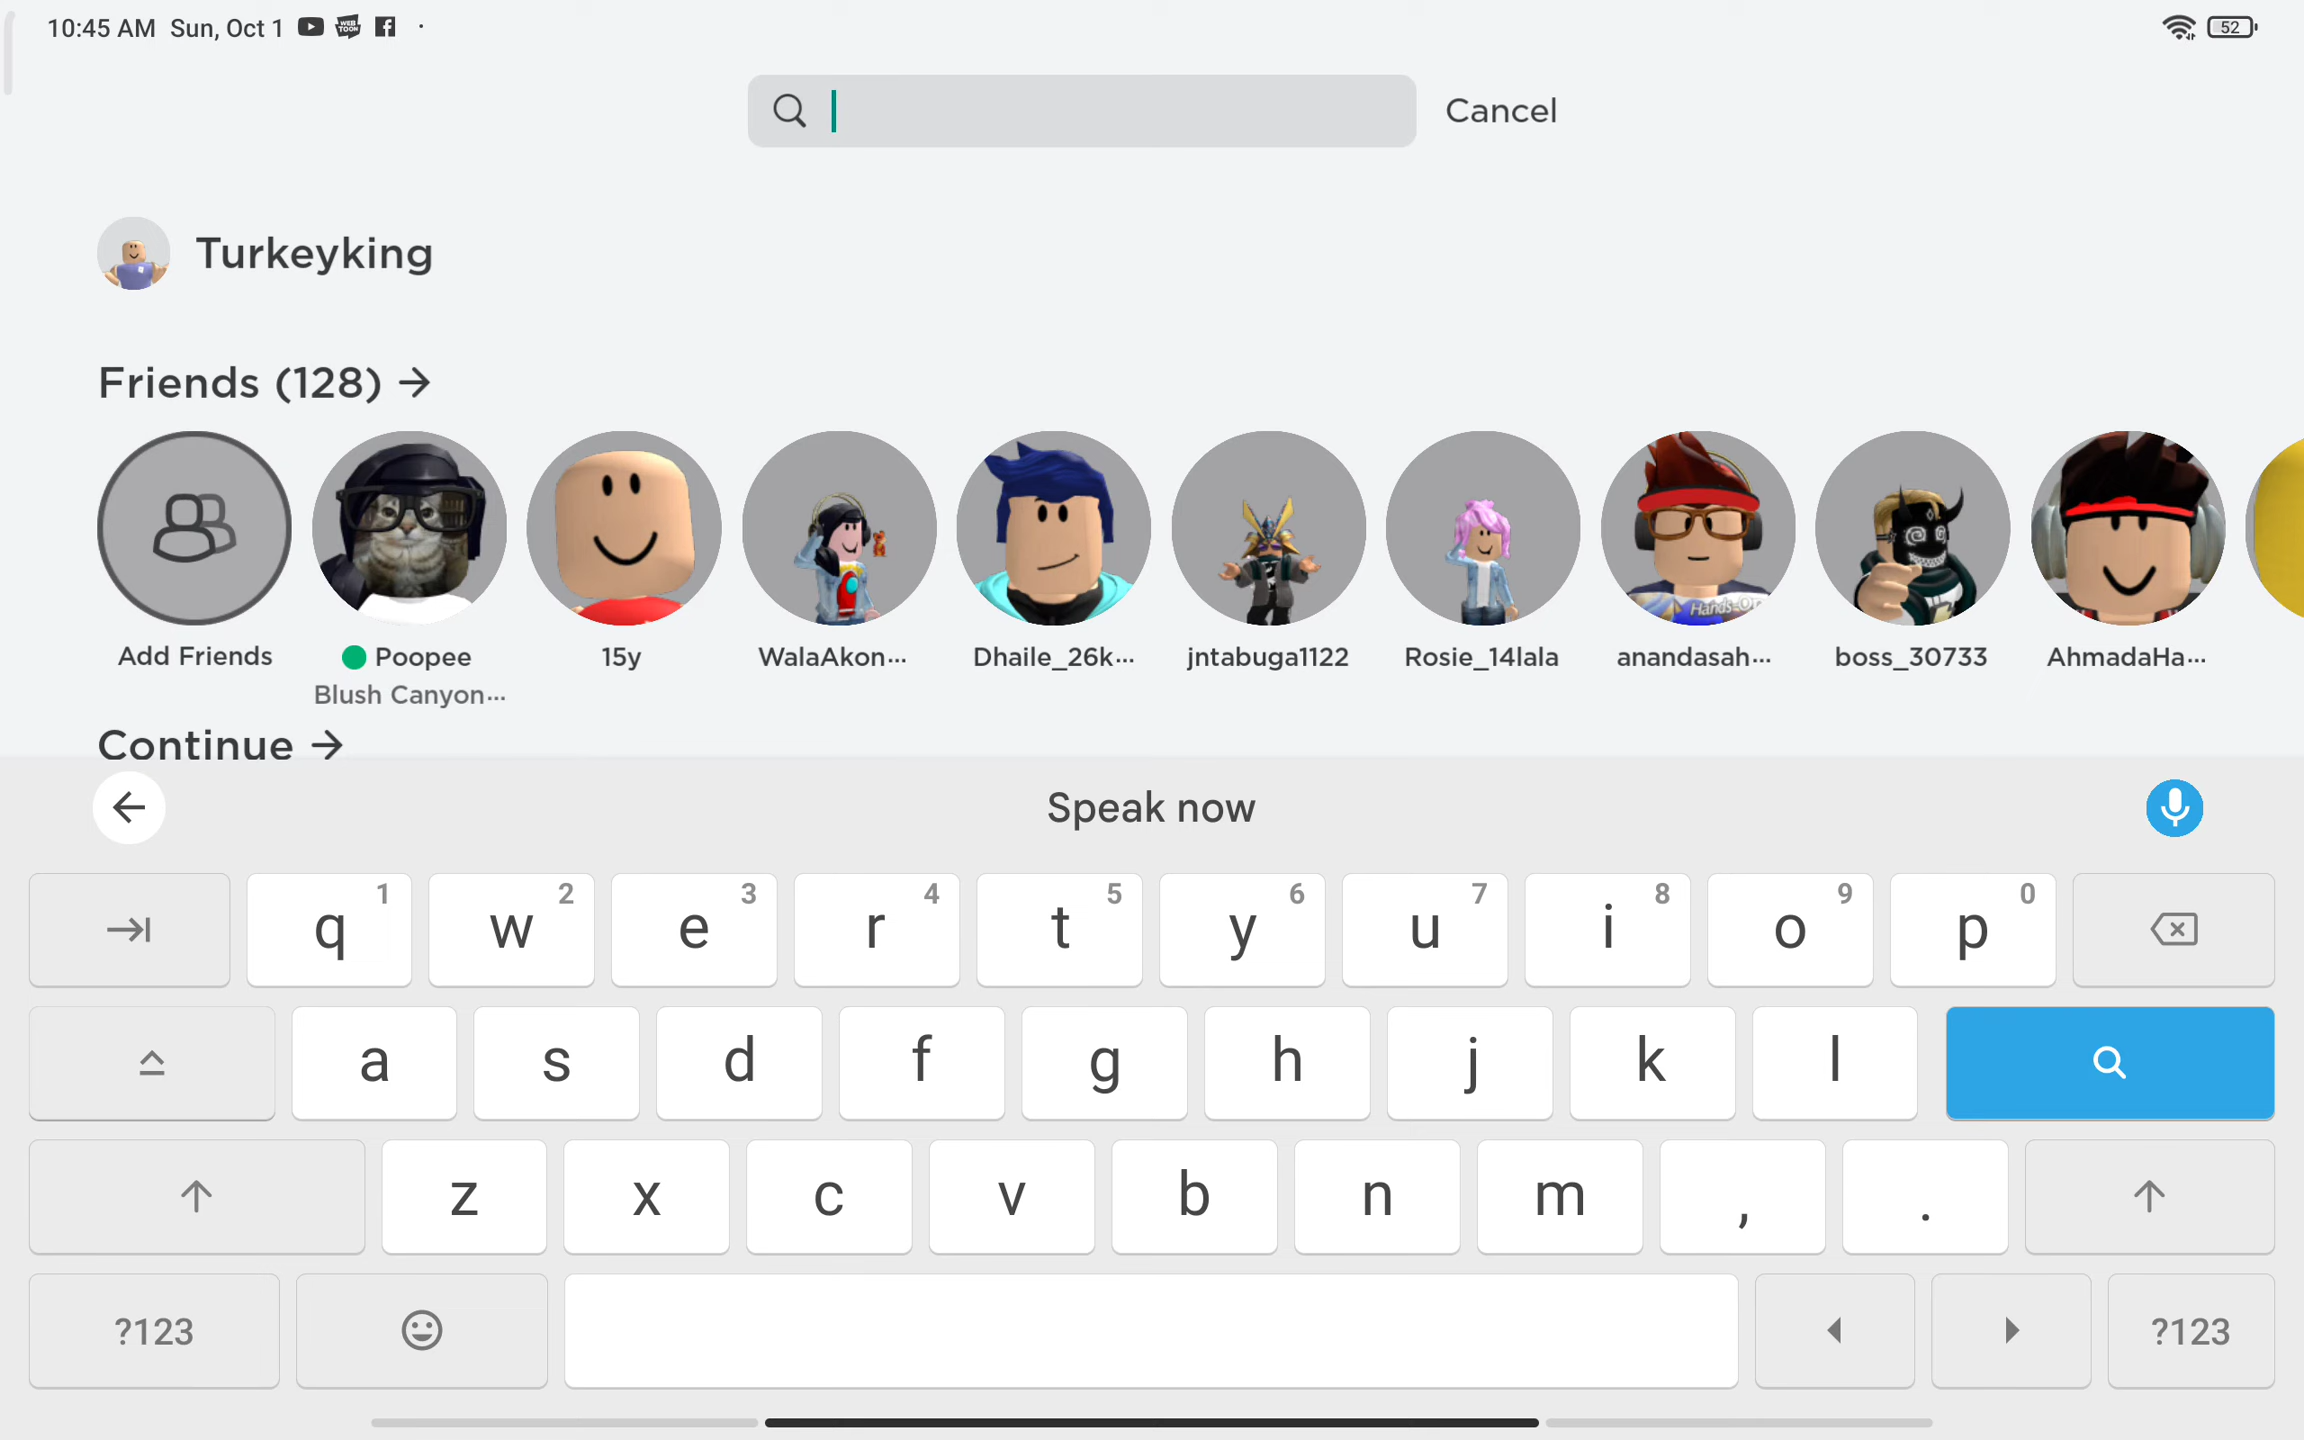 10:45 AM Sun, Oct 1
52
Cancel
Turkeyking
Friends (128) →
Add Friends
Poopee
Blush Canyon...
15y
WalaAkon...
Dhaile_26k...
jntabuga1122
Rosie_14lala
anandasah...
boss_30733
AhmadaHa...
Hands-O
Continue →
Speak now
q 1 w 2 e 3 r 4 t 5 y 6 u 7 i 8 o 9 p 0
a s d f g h j k l
z x c v b n m , .
?123 ?123